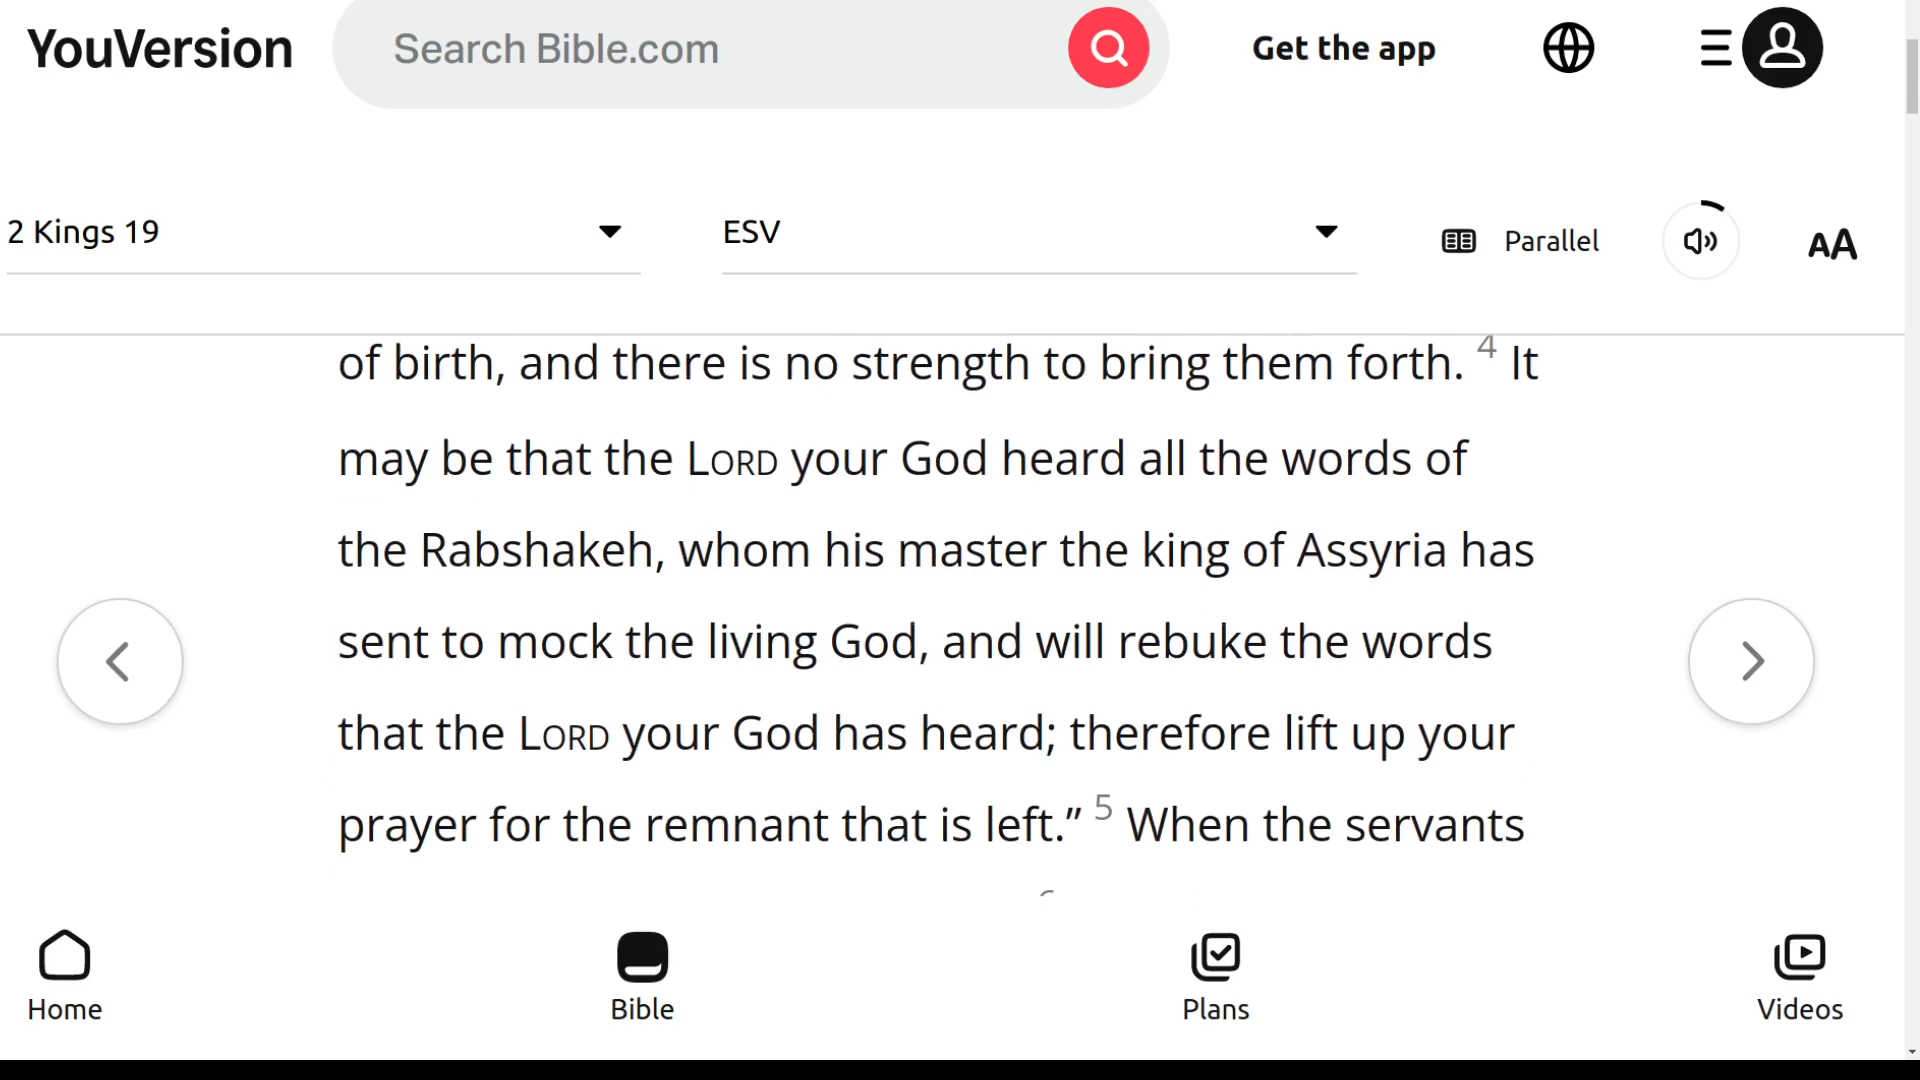 YouVersion
Search Bible.com
Get the app
2 Kings 19
ESV
Parallel
AA
of birth, and there is no strength to bring them forth. 4 It
may be that the LORD your God heard all the words of
the Rabshakeh, whom his master the king of Assyria has
sent to mock the living God, and will rebuke the words
that the LORD your God has heard; therefore lift up your
prayer for the remnant that is left.” 5 When the servants
Home
Bible
Plans
Videos